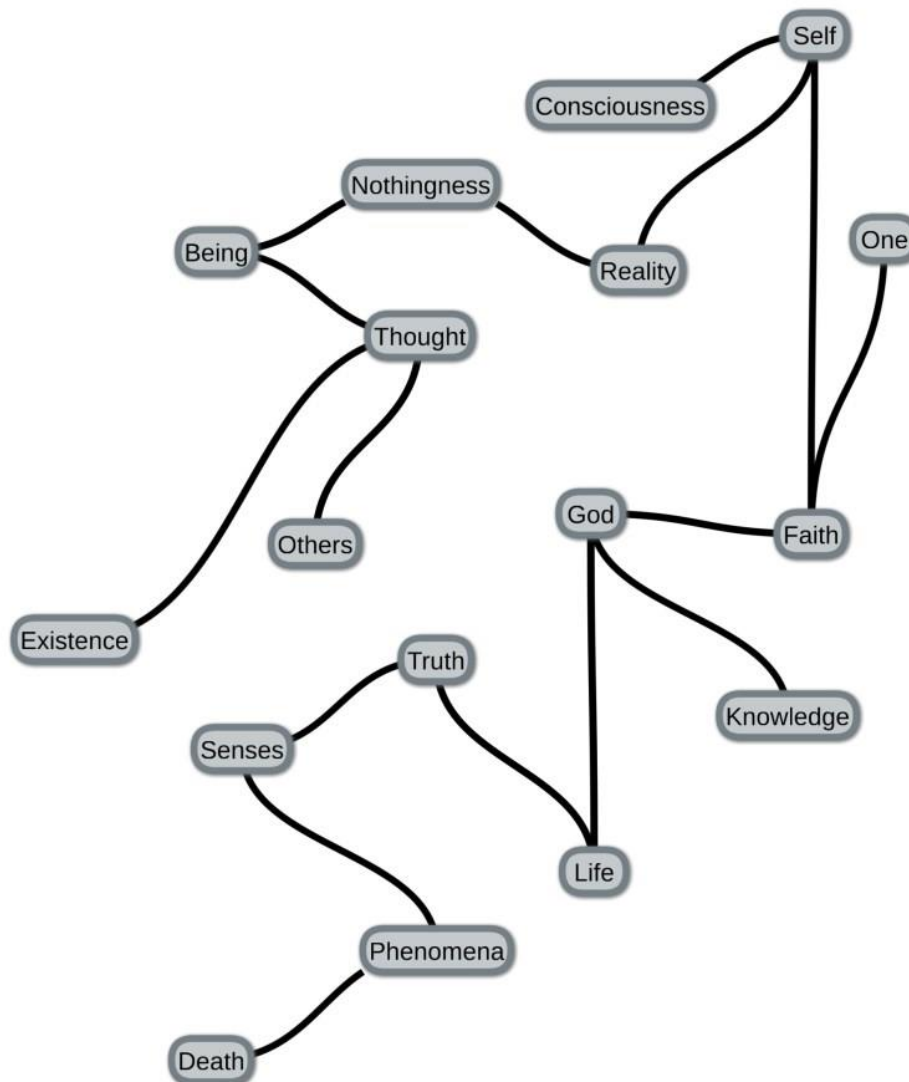 Self
Consciousness
Nothingness
One
Being
Reality
Thought
God
Faith
Others
Existence
Truth
Knowledge
Senses
Life
Phenomena
Death